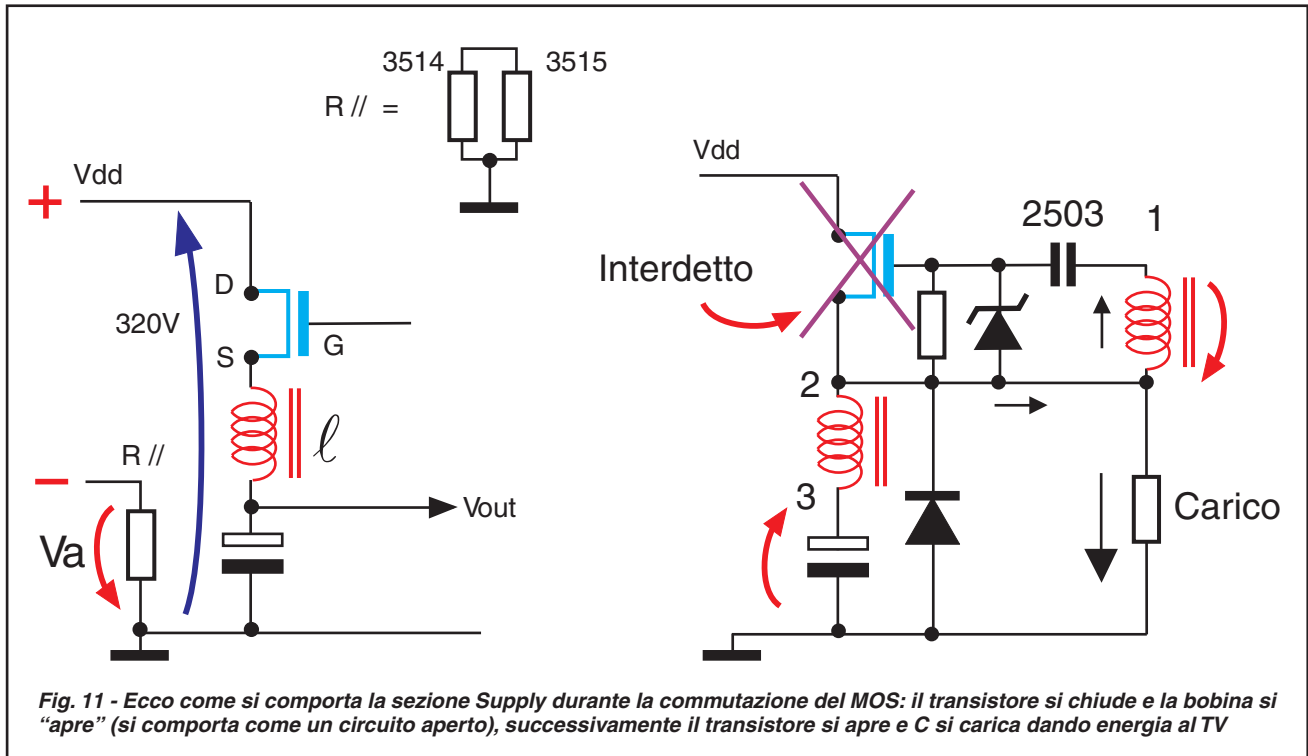 3514 3515
R // =
Vdd
+
D
320V
S
G
ℓ
R //
−
Vout
Va
Vdd
2503 1
Interdetto
2
3
Carico
Fig. 11 - Ecco come si comporta la sezione Supply durante la commutazione del MOS: il transistore si chiude e la bobina si
“apre” (si comporta come un circuito aperto), successivamente il transistore si apre e C si carica dando energia al TV